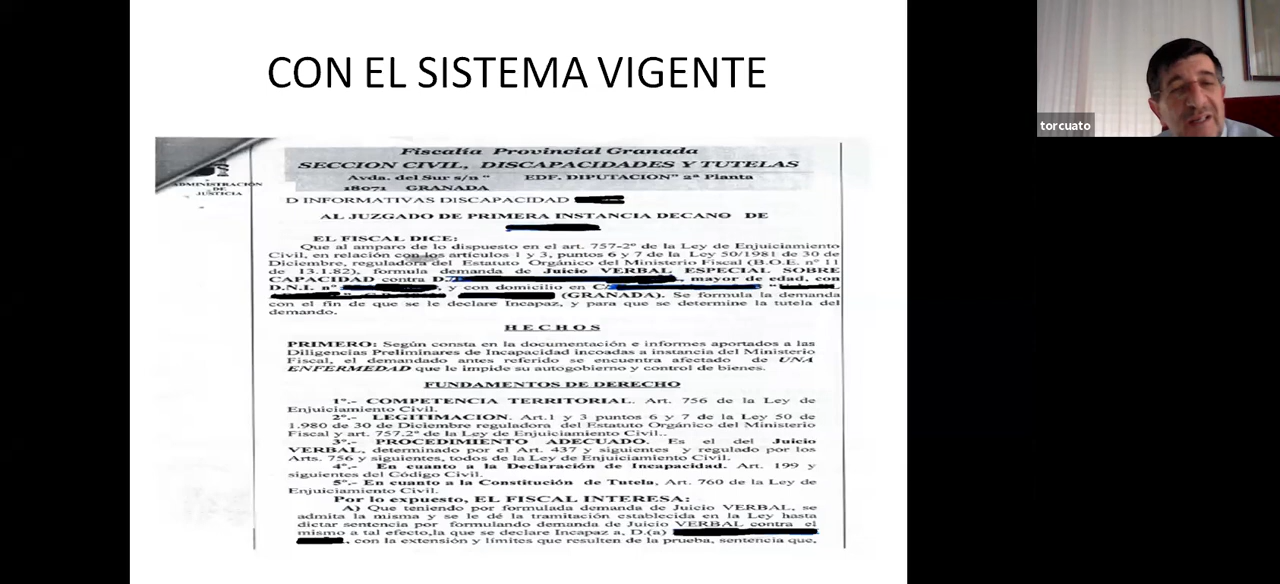 CON EL SISTEMA VIGENTE
torcuato
Fiscalía Provincial Granada
SECCION CIVIL, DISCAPACIDADES Y TUTELAS
Avda. del Sur s/n " EDF. DIPUTACION" 2ª Planta
18071 GRANADA
ADMINISTRACION
DE
JUSTICIA
D INFORMATIVAS DISCAPACIDAD
AL JUZGADO DE PRIMERA INSTANCIA DECANO DE
EL FISCAL DICE:
Que al amparo de lo dispuesto en el art. 757-2º de la Ley de Enjuiciamiento
Civil, en relación con los artículos 1 y 3, puntos 6 y 7 de la Ley 50/1981 de 30 de
Diciembre, reguladora del Estatuto Orgánico del Ministerio Fiscal (B.O.E. nº 11
de 13.1.82), formula demanda de Juicio VERBAL ESPECIAL SOBRE
CAPACIDAD contra D. , mayor de edad, con
D.N.I. nº , y con domicilio en C/
(GRANADA). Se formula la demanda
con el fin de que se le declare Incapaz, y para que se determine la tutela del
demando.
HECHOS
PRIMERO: Según consta en la documentación e informes aportados a las
Diligencias Preliminares de Incapacidad incoadas a instancia del Ministerio
Fiscal, el demandado antes referido se encuentra afectado de UNA
ENFERMEDAD que le impide su autogobierno y control de bienes.
FUNDAMENTOS DE DERECHO
1º.- COMPETENCIA TERRITORIAL. Art. 756 de la Ley de
Enjuiciamiento Civil.
2º.- LEGITIMACION. Art.1 y 3 puntos 6 y 7 de la Ley 50 de
1.980 de 30 de Diciembre reguladora del Estatuto Orgánico del Ministerio
Fiscal y art. 757.2º de la Ley de Enjuiciamiento Civil..
3º.- PROCEDIMIENTO ADECUADO. Es el del Juicio
VERBAL, determinado por el Art. 437 y siguientes y regulado por los
Arts. 756 y siguientes, todos de la Ley de Enjuiciamiento Civil.
4º.- En cuanto a la Declaración de Incapacidad. Art. 199 y
siguientes del Código Civil.
5º.- En cuanto a la Constitución de Tutela, Art. 760 de la Ley de
Enjuiciamiento Civil.
Por lo expuesto, EL FISCAL INTERESA:
A) Que teniendo por formulada demanda de Juicio VERBAL, se
admita la misma y se le dé la tramitación establecida en la Ley hasta
dictar sentencia por formulando demanda de Juicio VERBAL contra el
mismo a tal efecto,la que se declare Incapaz a, D.(a)
, con la extensión y límites que resulten de la prueba, sentencia que,